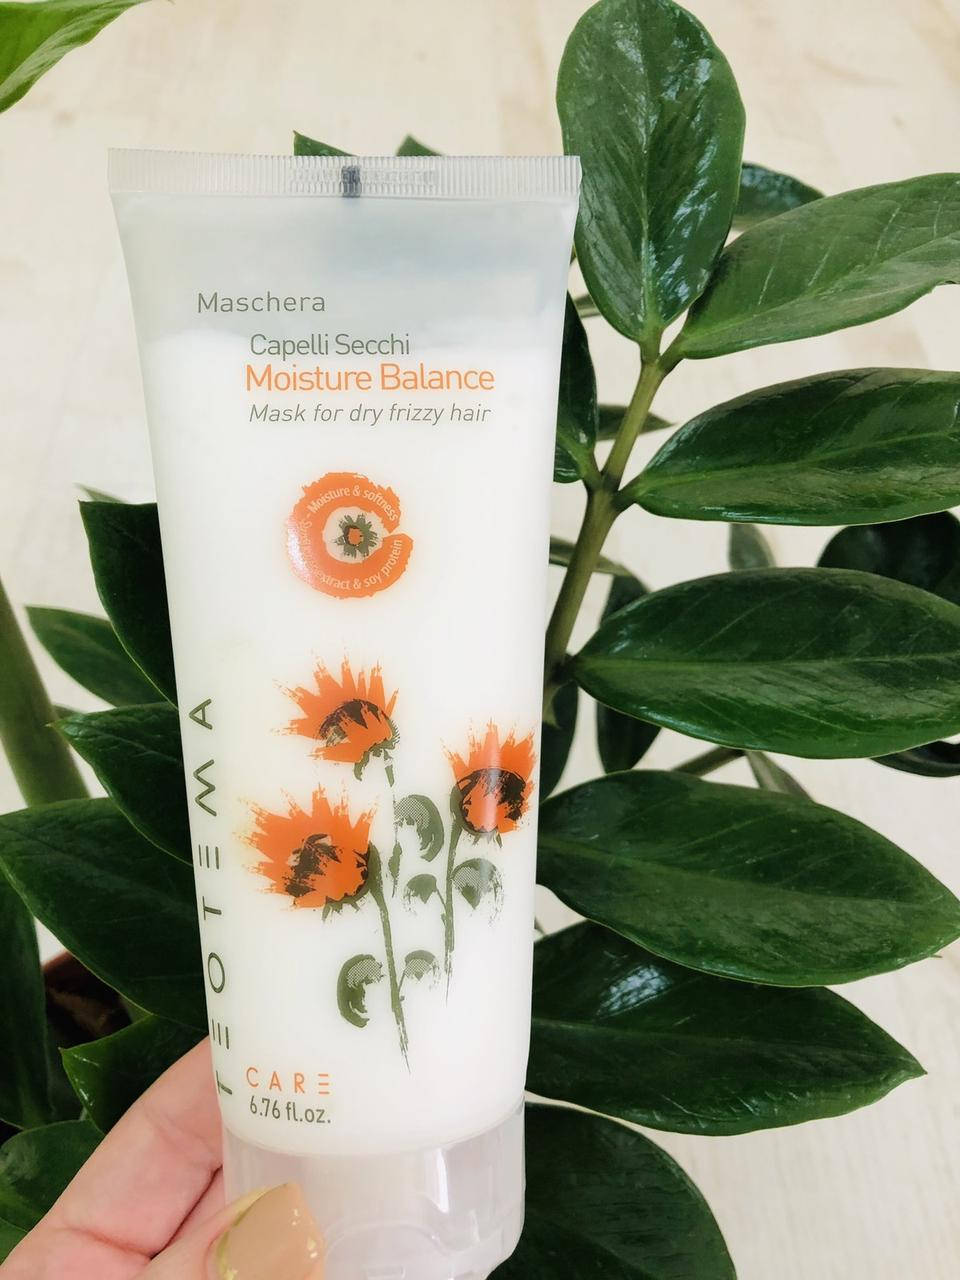 Maschera
Capelli Secchi
Moisture Balance
Mask for dry frizzy hair
- Moisture & softness
extract & soy protein
TEOTEMA
CARE
6.76 fl.oz.